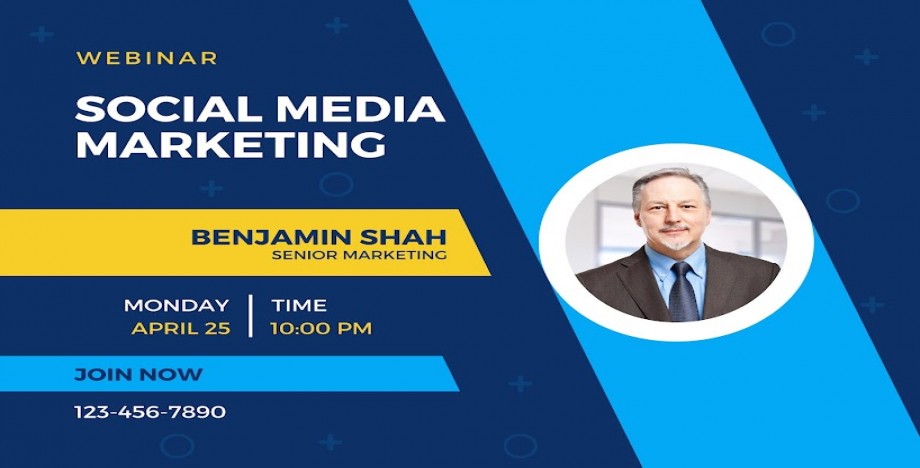 WEBINAR
SOCIAL MEDIA
MARKETING
BENJAMIN SHAH
SENIOR MARKETING
MONDAY
APRIL 25
TIME
10:00 PM
JOIN NOW
123-456-7890